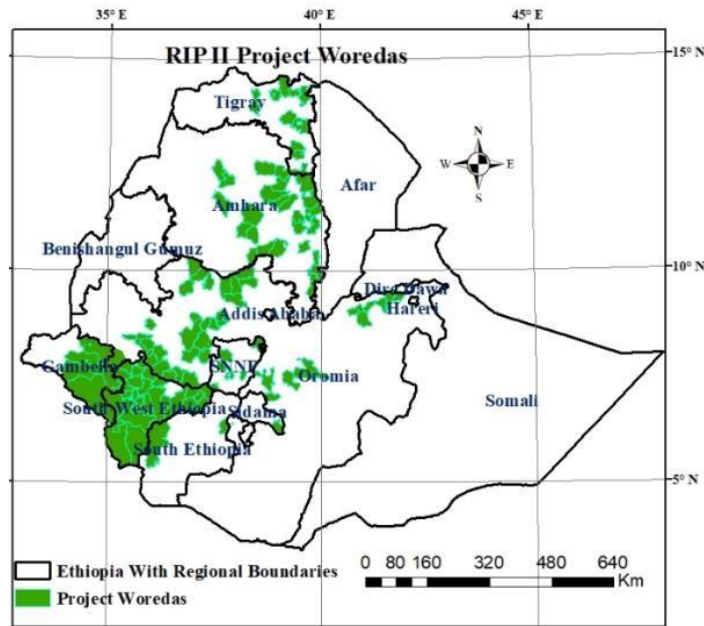 35° E 40° E 45° E
RIP II Project Woredas
15° N
Tigray
N
W E
S
Afar
Amhara
Benishangul Gumuz
10° N
Dire Dawa
Addis Ababa
Hareri
Gambella
SNNP
Oromia
South West Ethiopia
Sidama
Somali
South Ethiopia
5° N
Ethiopia With Regional Boundaries
Project Woredas
0 80 160 320 480 640
Km